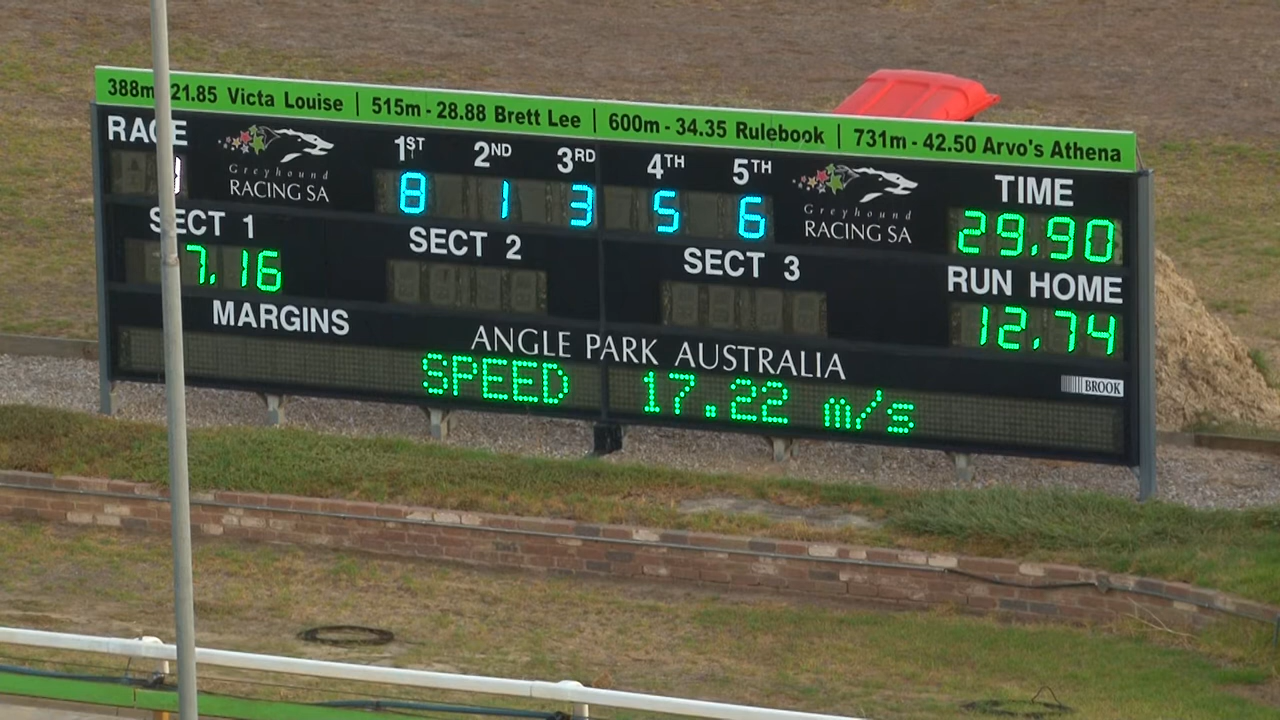 388m - 21.85 Victa Louise | 515m - 28.88 Brett Lee | 600m - 34.35 Rulebook | 731m - 42.50 Arvo's Athena
RACE
Greyhound
RACING SA
1ST 2ND 3RD 4TH 5TH
8 1 3 5 6
Greyhound
RACING SA
TIME
29.90
SECT 1
7.16
SECT 2
SECT 3
RUN HOME
12.74
MARGINS
ANGLE PARK AUSTRALIA
BROOK
SPEED 17.22 m/s